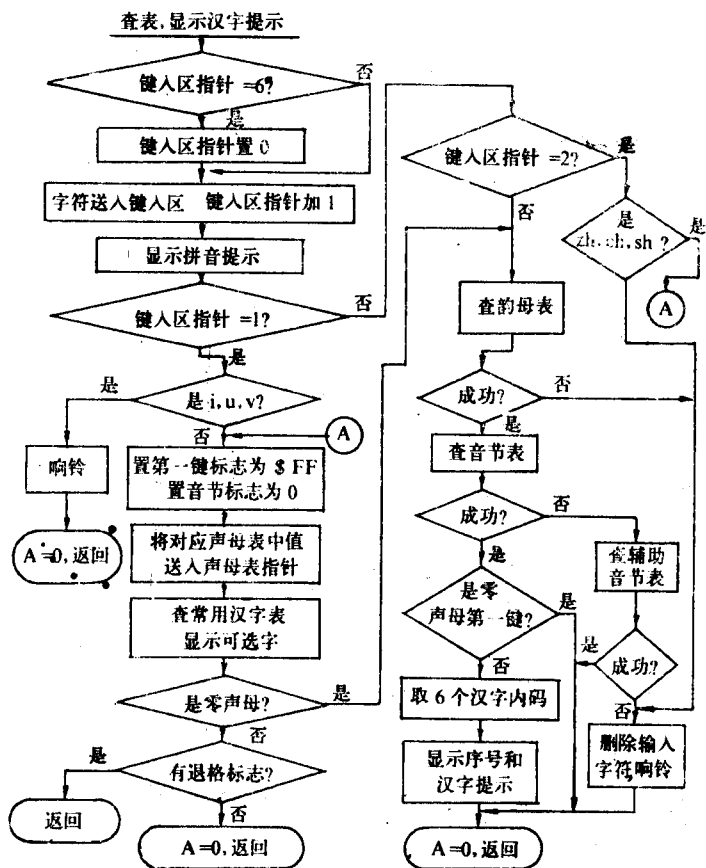 查表,显示汉字提示
键入区指针 =6?
否
是
键入区指针置 0
字符送入键入区 键入区指针加 1
显示拼音提示
键入区指针 =1?
否
是
是 i,u,v?
是
否
A
响铃
A=0,返回
置第一键标志为 $FF
置音节标志为 0
将对应声母表中值
送入声母表指针
查常用汉字表
显示可选字
是零声母?
是
否
有退格标志?
是
否
返回
A=0,返回
键入区指针 =2?
是
否
是
zh,ch,sh ?
是
A
查韵母表
成功?
否
是
查音节表
成功?
否
是
查辅助
音节表
是零
声母第一键?
是
否
成功?
是
否
取 6 个汉字内码
显示序号和
汉字提示
删除输入
字符,响铃
A=0,返回